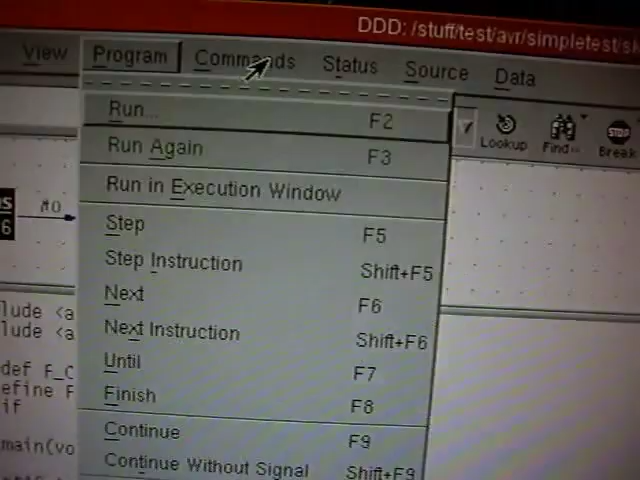 DDD: /stuff/test/avr/simpletest/
View Program Commands Status Source Data
Run... F2
Run Again F3
Run in Execution Window
Step F5
Step Instruction Shift+F5
Next F6
Next Instruction Shift+F6
Until F7
Finish F8
Continue F9
Continue Without Signal Shift+F9
Lookup Find Break
STOP
6
lude <a
lude <a
def F_C
efine F
if
main(vo